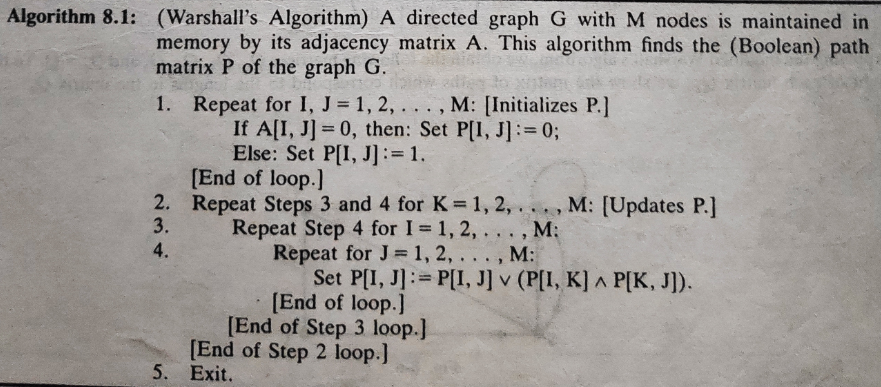 Algorithm 8.1: (Warshall's Algorithm) A directed graph G with M nodes is maintained in
memory by its adjacency matrix A. This algorithm finds the (Boolean) path
matrix P of the graph G.
1. Repeat for I, J = 1, 2, . . . , M: [Initializes P.]
If A[I, J] = 0, then: Set P[I, J] := 0;
Else: Set P[I, J] := 1.
[End of loop.]
2. Repeat Steps 3 and 4 for K = 1, 2, . . . , M: [Updates P.]
3. Repeat Step 4 for I = 1, 2, . . . , M:
4. Repeat for J = 1, 2, . . . , M:
Set P[I, J] := P[I, J] ∨ (P[I, K] ∧ P[K, J]).
[End of loop.]
[End of Step 3 loop.]
[End of Step 2 loop.]
5. Exit.